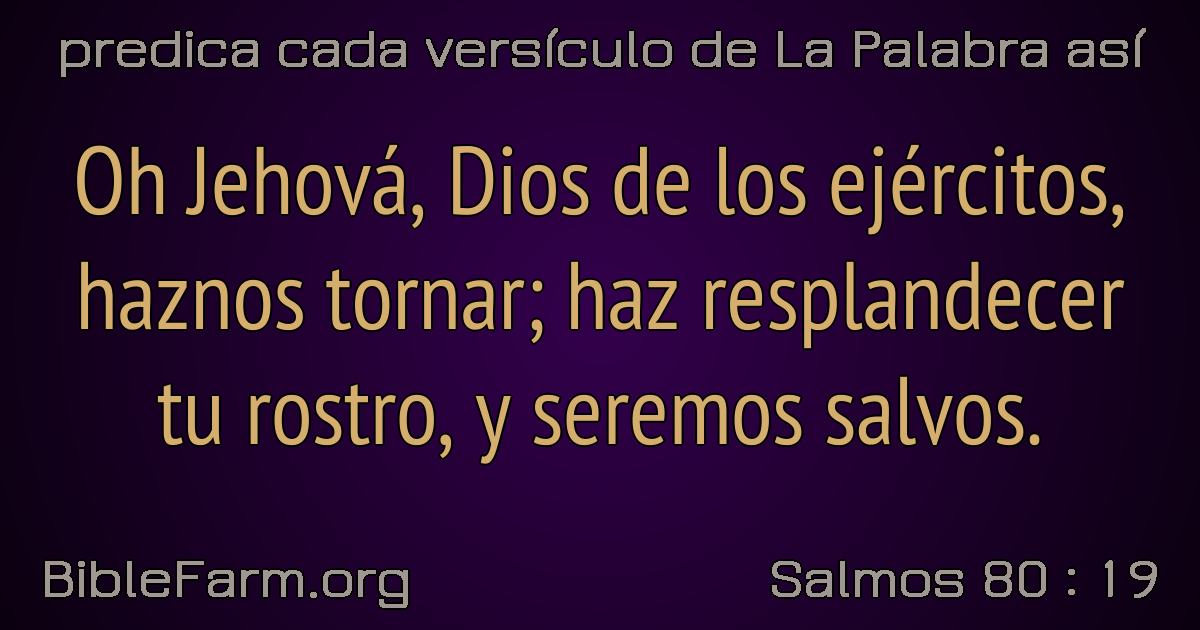 predica cada versículo de La Palabra así
Oh Jehová, Dios de los ejércitos,
haznos tornar; haz resplandecer
tu rostro, y seremos salvos.
BibleFarm.org
Salmos 80 : 19